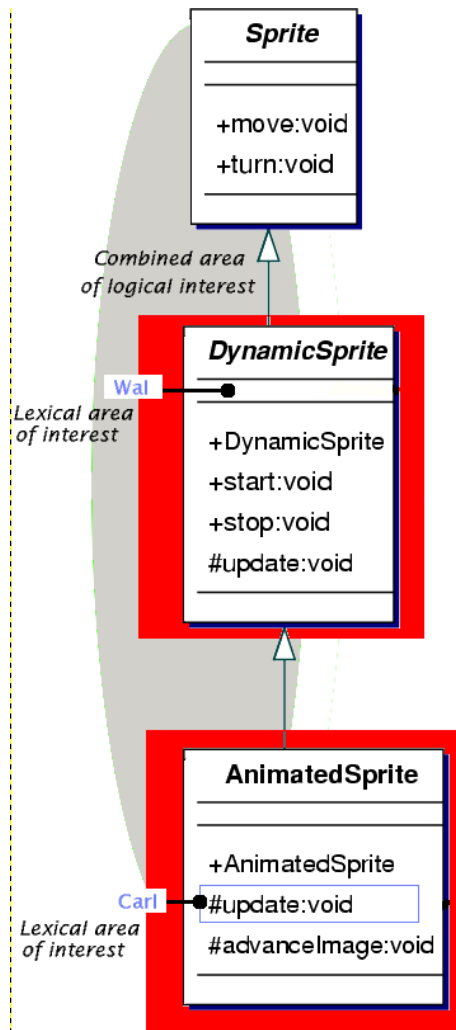 Sprite
+move:void
+turn:void
Combined area
of logical interest
DynamicSprite
Wal
Lexical area
of interest
+DynamicSprite
+start:void
+stop:void
#update:void
AnimatedSprite
+AnimatedSprite
Carl
#update:void
Lexical area
of interest
#advanceImage:void